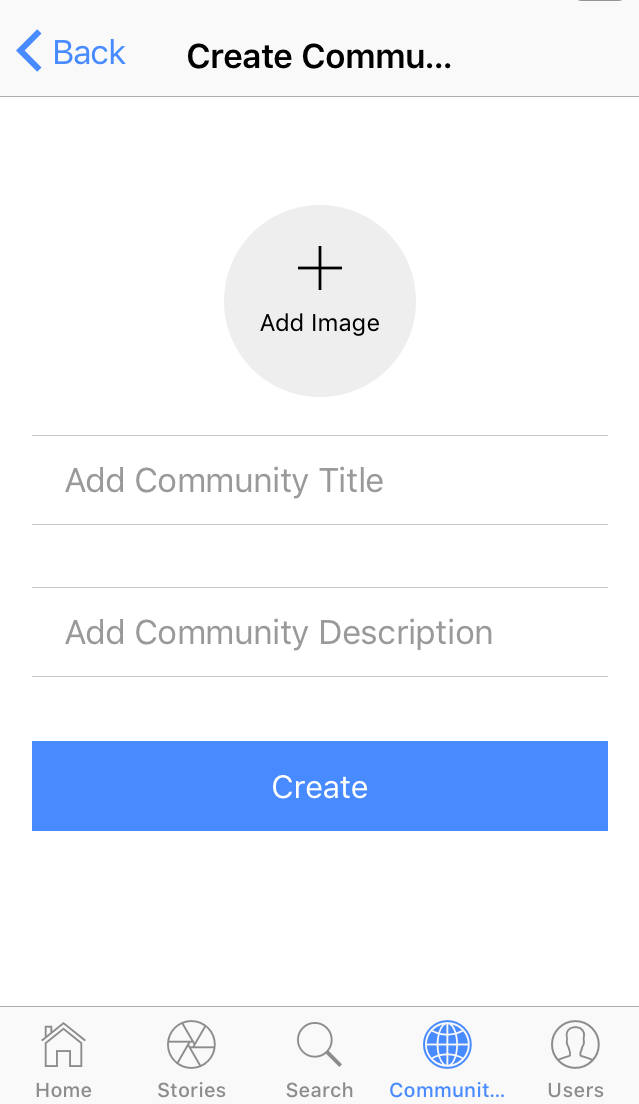 Back
Create Commu...
Add Image
Add Community Title
Add Community Description
Create
Home
Stories
Search
Communit...
Users